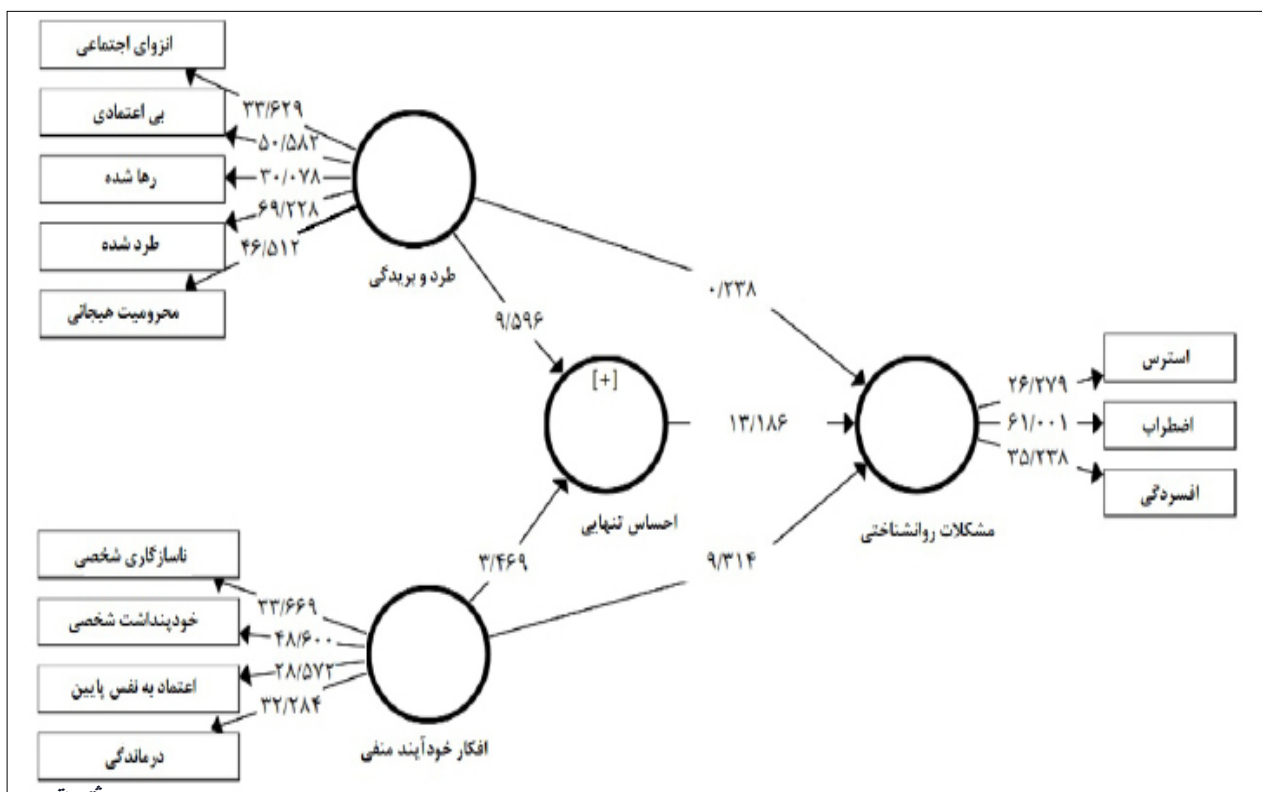 انزوای اجتماعی
بی اعتمادی
رها شده
طرد شده
محرومیت هیجانی
۳۳/۶۲۹
۵۰/۵۸۲
۳۰/۰۷۸
۶۹/۲۲۸
۴۶/۵۱۲
طرد و بریدگی
۰/۲۳۸
۹/۵۹۶
[+]
احساس تنهایی
۱۳/۱۸۶
مشکلات روانشناختی
۲۶/۲۷۹
۶۱/۰۰۱
۳۵/۲۳۸
استرس
اضطراب
افسردگی
۳/۴۶۹
۹/۳۱۴
ناسازگاری شخصی
خودپنداشت شخصی
اعتماد به نفس پایین
درماندگی
۳۳/۶۶۹
۴۸/۶۰۰
۲۸/۵۷۲
۳۲/۲۸۴
افکار خودآیند منفی